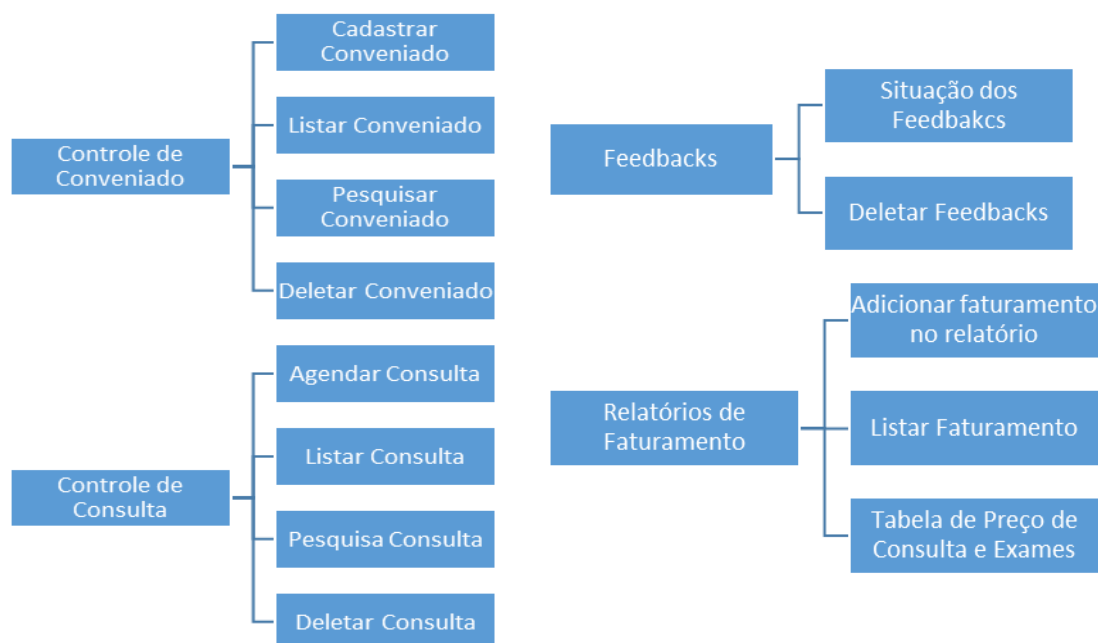 Controle de
Conveniado
Cadastrar
Conveniado
Listar Conveniado
Pesquisar
Conveniado
Deletar Conveniado
Controle de
Consulta
Agendar Consulta
Listar Consulta
Pesquisa Consulta
Deletar Consulta
Feedbacks
Situação dos
Feedbakcs
Deletar Feedbacks
Relatórios de
Faturamento
Adicionar faturamento
no relatório
Listar Faturamento
Tabela de Preço de
Consulta e Exames